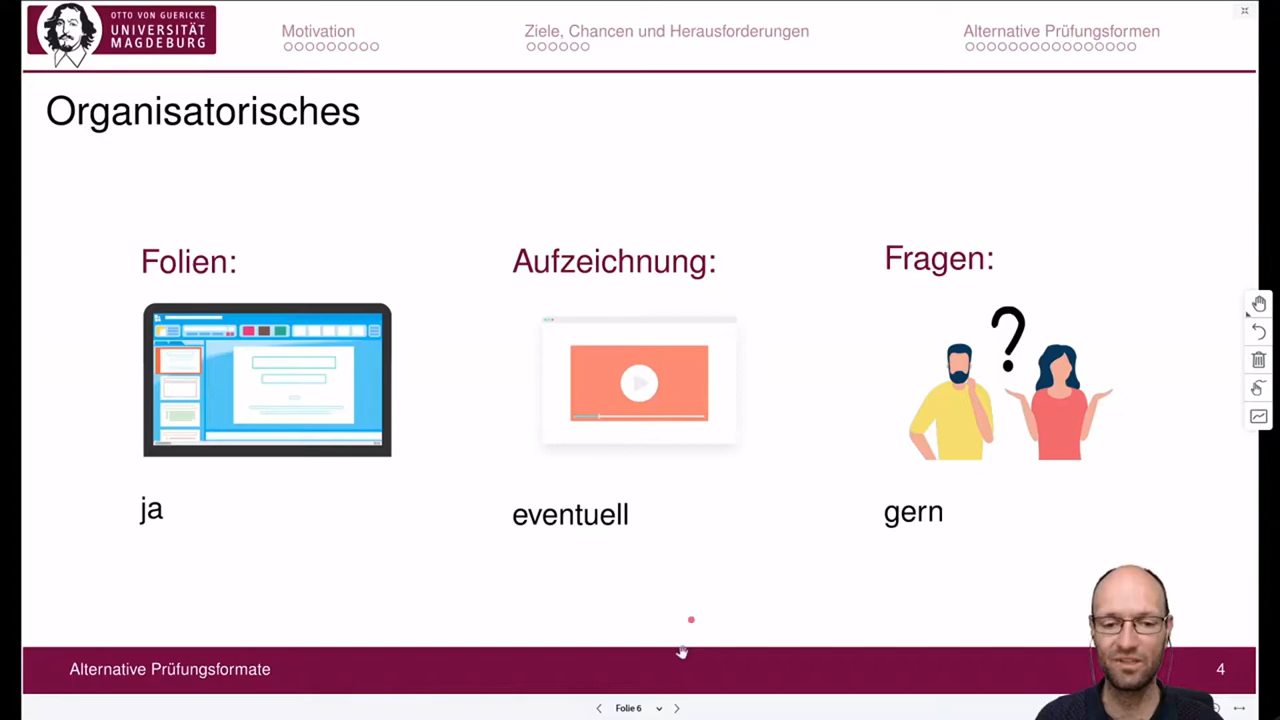 OTTO VON GUERICKE
UNIVERSITÄT
MAGDEBURG
Motivation
Ziele, Chancen und Herausforderungen
Alternative Prüfungsformen
Organisatorisches
Folien:
Aufzeichnung:
Fragen:
?
ja
eventuell
gern
Alternative Prüfungsformate
4
Folie 6